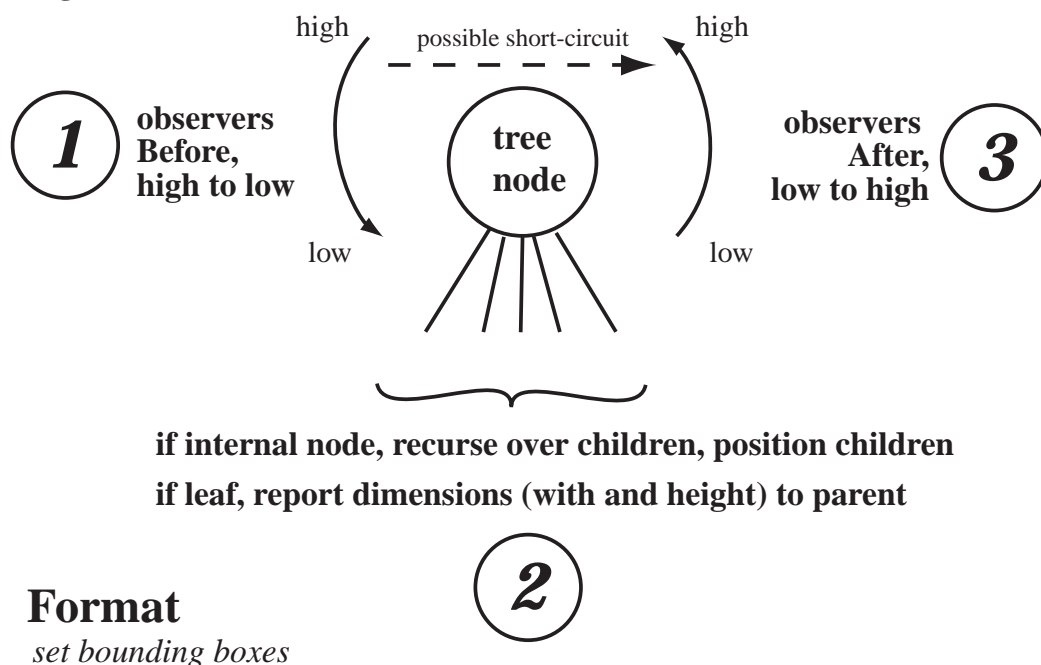 high
possible short-circuit
high
1
observers
Before,
high to low
tree
node
observers
After,
low to high
3
low
low
if internal node, recurse over children, position children
if leaf, report dimensions (with and height) to parent
2
Format
set bounding boxes